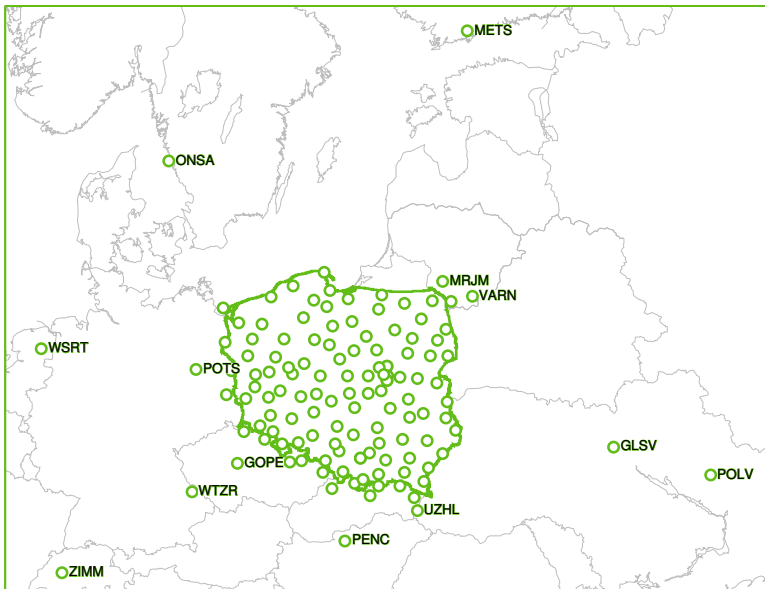 METS
ONSA
MRJM
VARN
WSRT
POTS
GLSV
GOPE
POLV
WTZR
UZHL
PENC
ZIMM